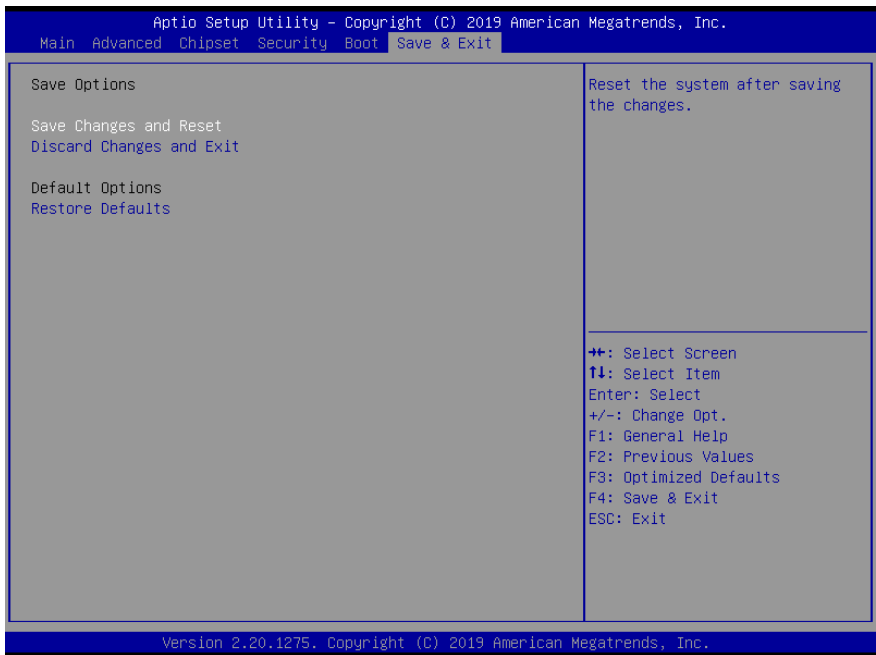 Aptio Setup Utility – Copyright (C) 2019 American Megatrends, Inc.
Main Advanced Chipset Security Boot Save & Exit
Save Options
Save Changes and Reset
Discard Changes and Exit
Default Options
Restore Defaults
Reset the system after saving
the changes.
→←: Select Screen
↑↓: Select Item
Enter: Select
+/-: Change Opt.
F1: General Help
F2: Previous Values
F3: Optimized Defaults
F4: Save & Exit
ESC: Exit
Version 2.20.1275. Copyright (C) 2019 American Megatrends, Inc.